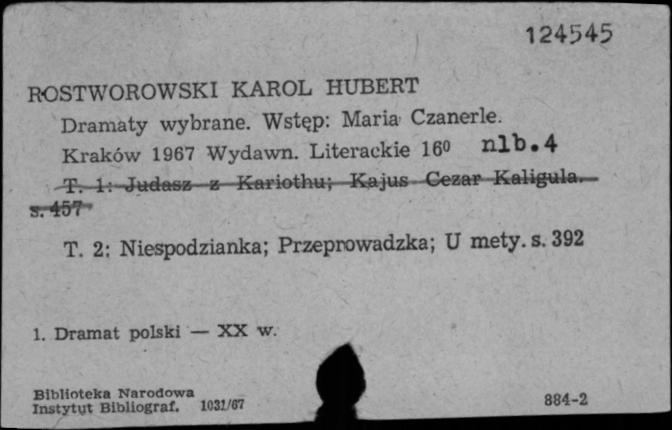 124545
ROSTWOROWSKI KAROL HUBERT
Dramaty wybrane. Wstęp: Maria Czanerle.
Kraków 1967 Wydawn. Literackie 16⁰ nlb. 4
T. 1: Judasz z Kariothu; Kajus Cezar Kaligula.
s. 457
T. 2: Niespodzianka; Przeprowadzka; U mety. s. 392
1. Dramat polski — XX w.
Biblioteka Narodowa
Instytut Bibliograf. 1031/67
884-2